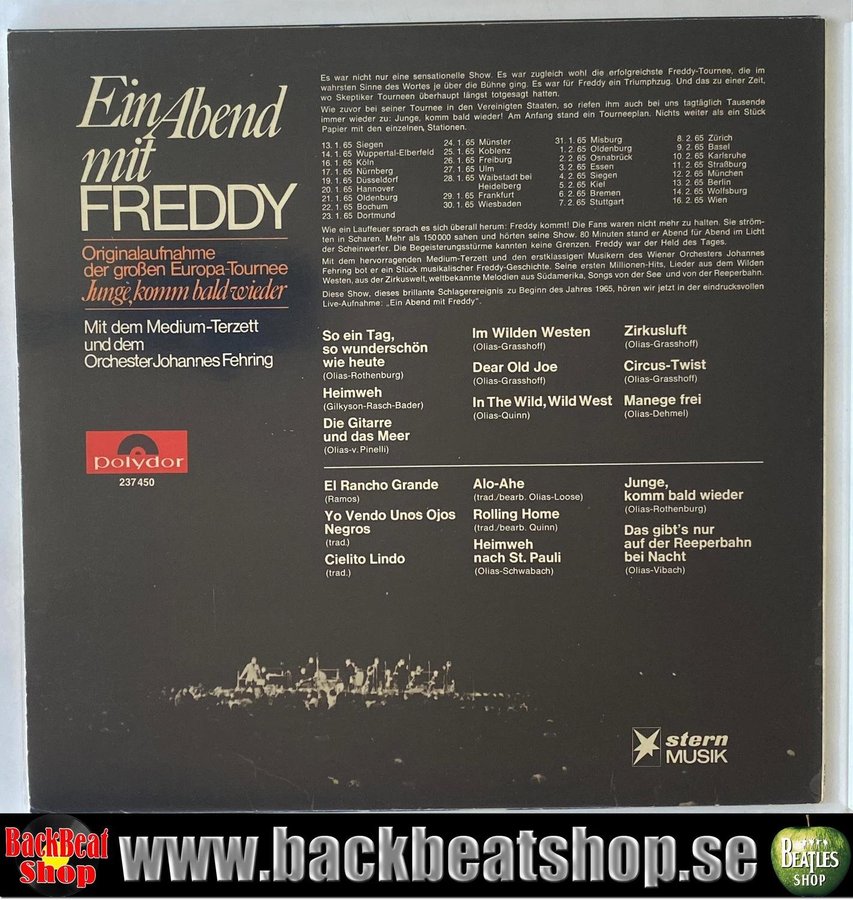 Ein Abend
mit
FREDDY
Originalaufnahme
der großen Europa-Tournee
Junge, komm bald wieder
Mit dem Medium-Terzett
und dem
Orchester Johannes Fehring
polydor
237 450
Es war nicht nur eine sensationelle Show. Es war zugleich wohl die erfolgreichste Freddy-Tournee, die im
wahrsten Sinne des Wortes je über die Bühne ging. Es war für Freddy ein Triumphzug. Und das zu einer Zeit,
wo Skeptiker Tourneen überhaupt längst totgesagt hatten.
Wie zuvor bei seiner Tournee in den Vereinigten Staaten, so riefen ihm auch bei uns tagtäglich Tausende
immer wieder zu: Junge, komm bald wieder! Am Anfang stand ein Tourneeplan. Nichts weiter als ein Stück
Papier mit den einzelnen Stationen.
13. 1. 65 Siegen
14. 1. 65 Wuppertal-Elberfeld
16. 1. 65 Köln
17. 1. 65 Nürnberg
19. 1. 65 Düsseldorf
20. 1. 65 Hannover
21. 1. 65 Oldenburg
22. 1. 65 Bochum
23. 1. 65 Dortmund
24. 1. 65 Münster
25. 1. 65 Koblenz
26. 1. 65 Freiburg
27. 1. 65 Ulm
28. 1. 65 Waibstadt bei
Heidelberg
29. 1. 65 Frankfurt
30. 1. 65 Wiesbaden
31. 1. 65 Misburg
1. 2. 65 Oldenburg
2. 2. 65 Osnabrück
3. 2. 65 Essen
4. 2. 65 Siegen
5. 2. 65 Kiel
6. 2. 65 Bremen
7. 2. 65 Stuttgart
8. 2. 65 Zürich
9. 2. 65 Basel
10. 2. 65 Karlsruhe
11. 2. 65 Straßburg
12. 2. 65 München
13. 2. 65 Berlin
14. 2. 65 Wolfsburg
16. 2. 65 Wien
Wie ein Lauffeuer sprach es sich überall herum: Freddy kommt! Die Fans waren nicht mehr zu halten. Sie ström-
ten in Scharen. Mehr als 150000 sahen und hörten seine Show. 80 Minuten stand er Abend für Abend im Licht
der Scheinwerfer. Die Begeisterungsstürme kannten keine Grenzen. Freddy war der Held des Tages.
Mit dem hervorragenden Medium-Terzett und den erstklassigen Musikern des Wiener Orchesters Johannes
Fehring bot er ein Stück musikalischer Freddy-Geschichte. Seine ersten Millionen-Hits, Lieder aus dem Wilden
Westen, aus der Zirkuswelt, weltbekannte Melodien aus Südamerika, Songs von der See und von der Reeperbahn.
Diese Show, dieses brillante Schlagerereignis zu Beginn des Jahres 1965, hören wir jetzt in der eindrucksvollen
Live-Aufnahme: „Ein Abend mit Freddy".
So ein Tag,
so wunderschön
wie heute
(Olias-Rothenburg)
Heimweh
(Gilkyson-Rasch-Bader)
Die Gitarre
und das Meer
(Olias-v. Pinelli)
Im Wilden Westen
(Olias-Grasshoff)
Dear Old Joe
(Olias-Grasshoff)
In The Wild, Wild West
(Olias-Quinn)
Zirkusluft
(Olias-Grasshoff)
Circus-Twist
(Olias-Grasshoff)
Manege frei
(Olias-Dehmel)
El Rancho Grande
(Ramos)
Yo Vendo Unos Ojos
Negros
(trad.)
Cielito Lindo
(trad.)
Alo-Ahe
(trad./bearb. Olias-Loose)
Rolling Home
(trad./bearb. Quinn)
Heimweh
nach St. Pauli
(Olias-Schwabach)
Junge,
komm bald wieder
(Olias-Rothenburg)
Das gibt's nur
auf der Reeperbahn
bei Nacht
(Olias-Vibach)
stern
MUSIK
BackBeat
Shop
www.backbeatshop.se
BEATLES
SHOP